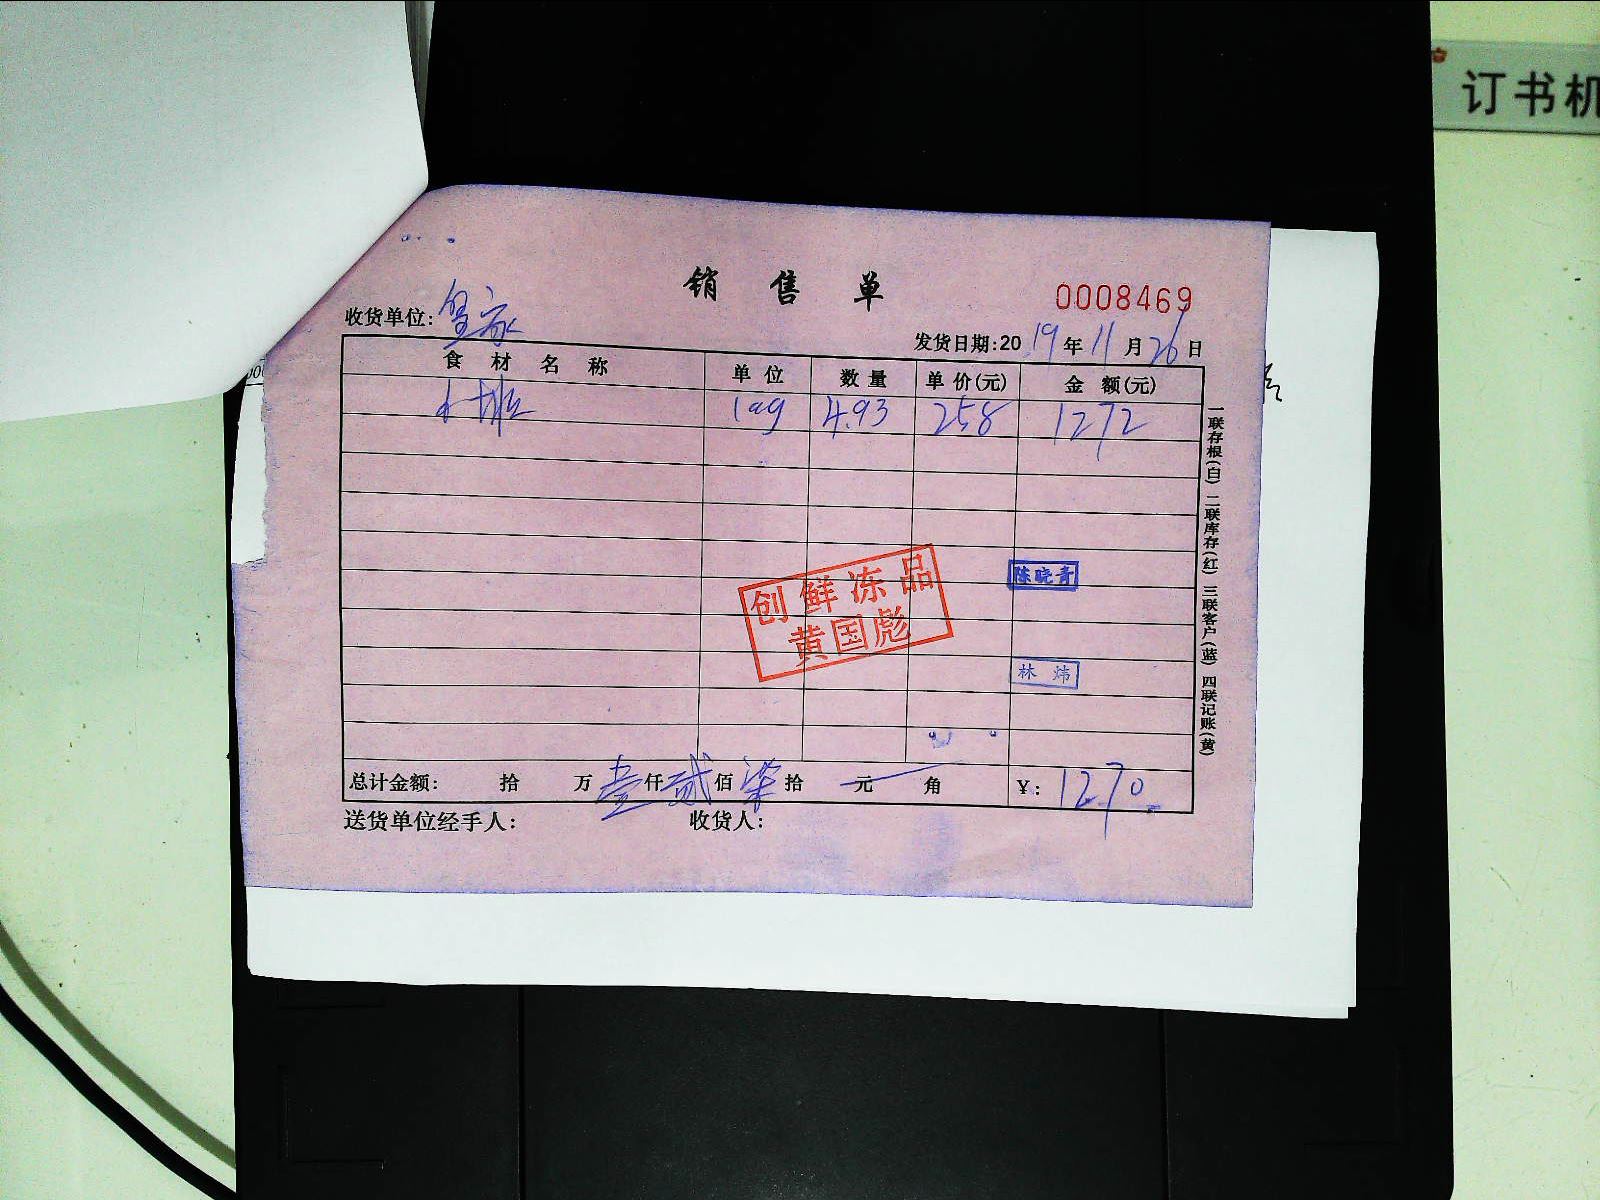 订书机
销售单
0008469
收货单位:皇家
发货日期:2019年11月26日
食材名称 单位 数量 单价(元) 金额(元)
4.93 258 1272
创鲜冻品
黄国彪
陈晓青
林炜
总计金额: 拾 万壹仟贰佰柒拾 元 角 ¥:1270
送货单位经手人: 收货人:
一联存根(白) 二联库存(红) 三联客户(蓝) 四联记账(黄)